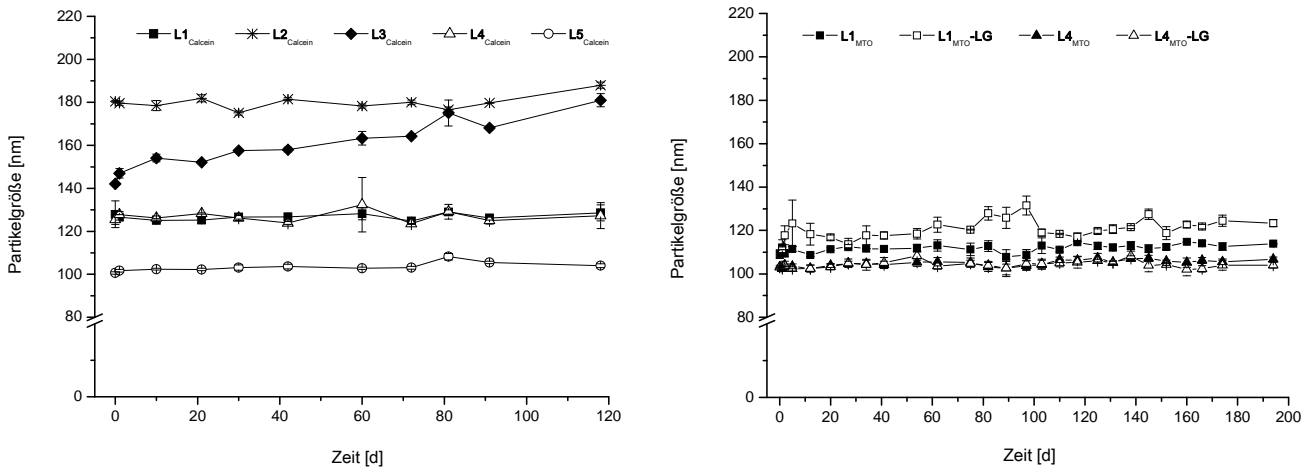 L1Calcein L2Calcein L3Calcein L4Calcein L5Calcein
220
200
180
160
140
120
100
80
0
Partikelgröße [nm]
0 20 40 60 80 100 120
Zeit [d]
L1MTO L1MTO-LG L4MTO L4MTO-LG
220
200
180
160
140
120
100
80
0
Partikelgröße [nm]
0 20 40 60 80 100 120 140 160 180 200
Zeit [d]